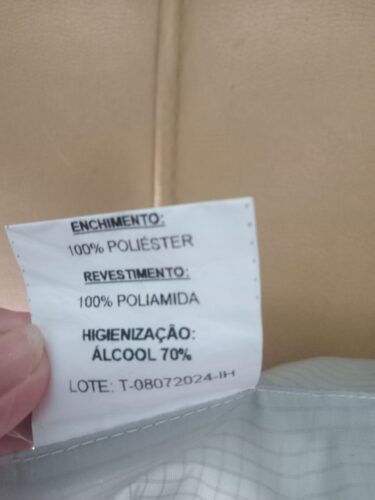 ENCHIMENTO:
100% POLIÉSTER
REVESTIMENTO:
100% POLIAMIDA
HIGIENIZAÇÃO:
ÁLCOOL 70%
LOTE: T-08072024-IH